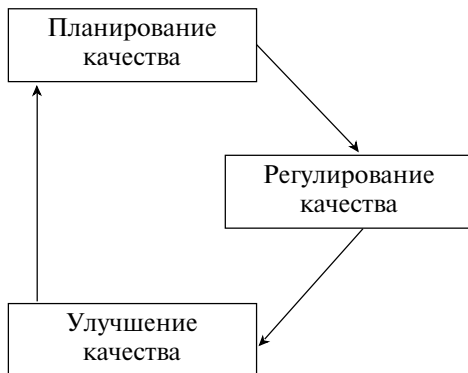 Планирование
качества
Регулирование
качества
Улучшение
качества